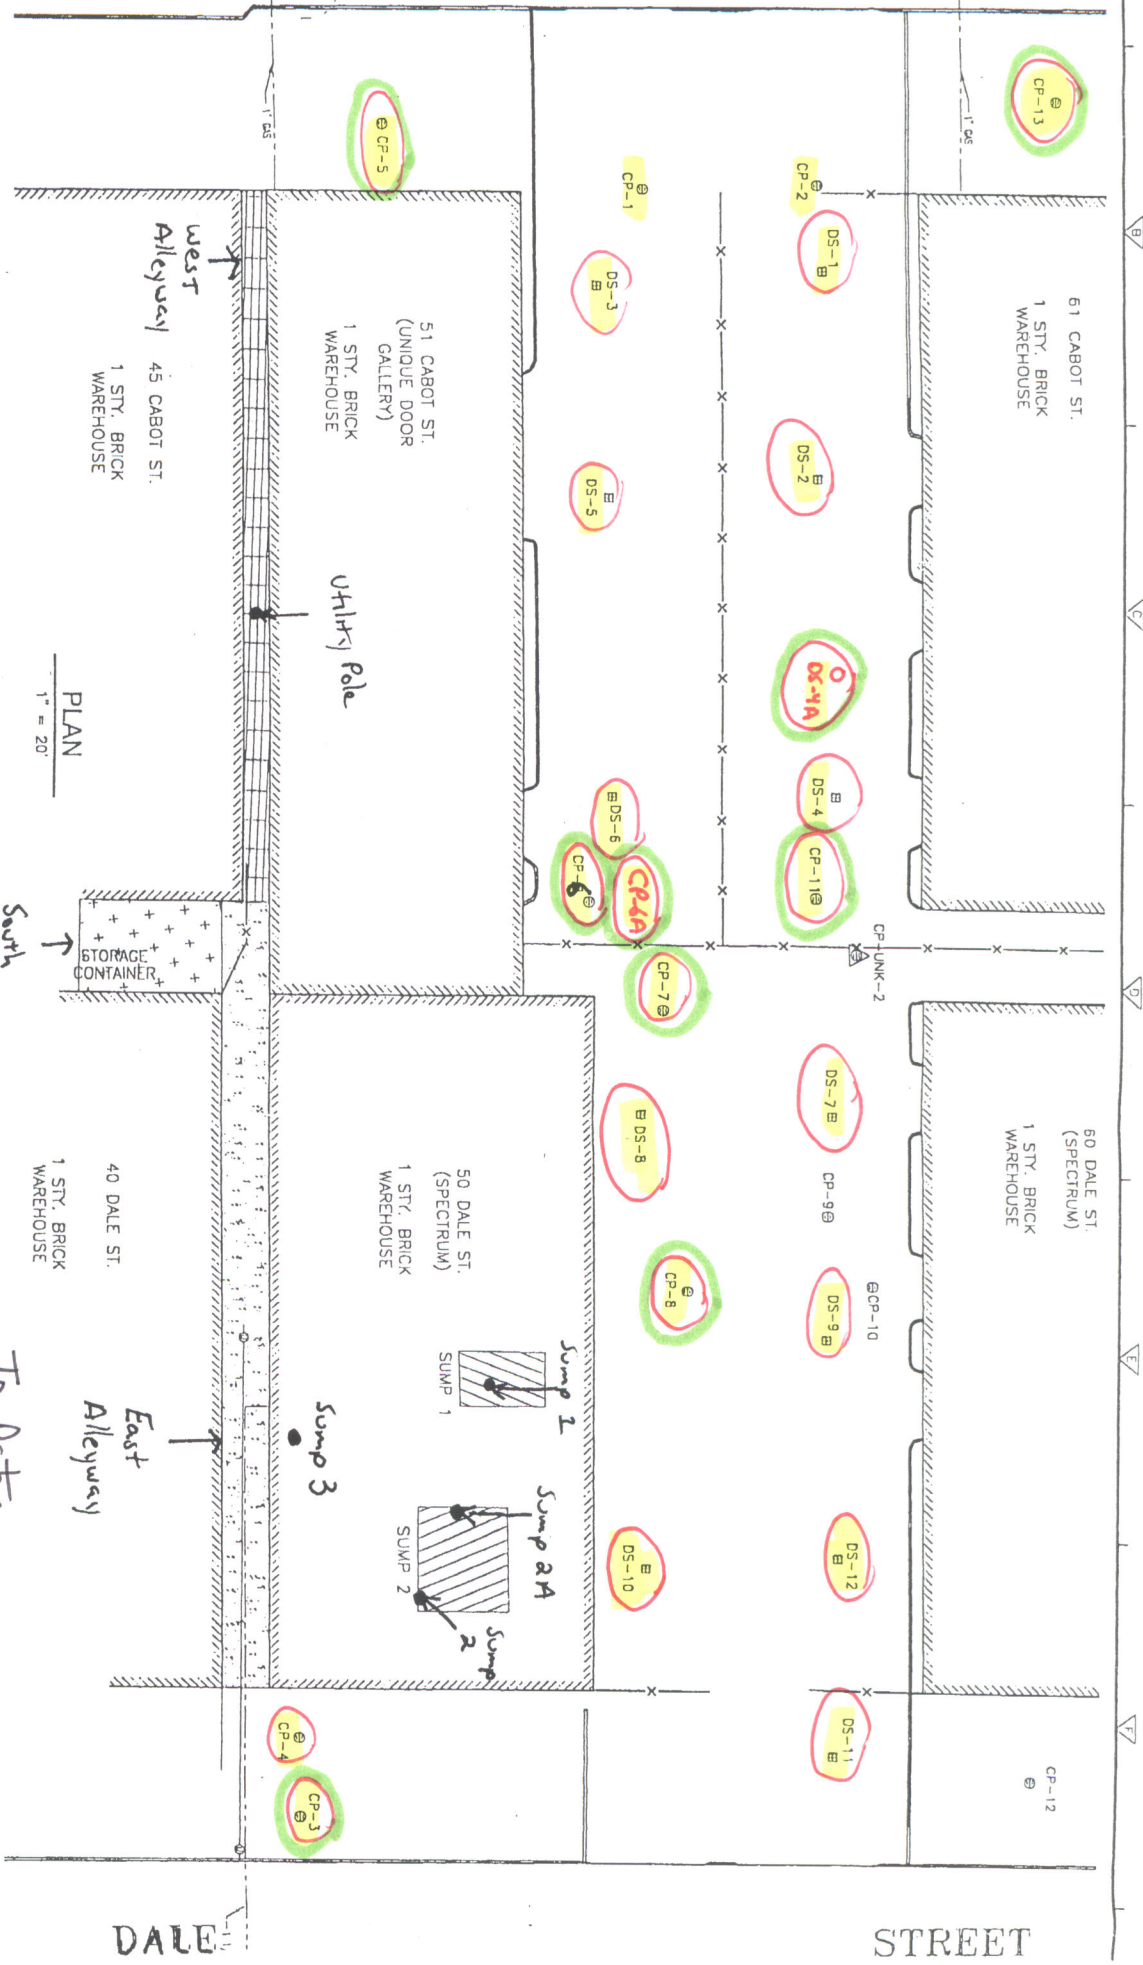 1" GAS
1" GAS
CP-13
CP-5
CP-1
CP-2
DS-1
DS-3
DS-2
DS-5
DS-4A
DS-4
CP-11
DS-6
CP-6
CP-6A
CP-7
CP-UNK-2
DS-7
DS-8
CP-9
CP-8
DS-9
CP-10
DS-10
DS-12
DS-11
CP-12
CP-4
CP-3
B
C
D
E
F
61 CABOT ST.
1 STY. BRICK
WAREHOUSE
51 CABOT ST.
(UNIQUE DOOR
GALLERY)
1 STY. BRICK
WAREHOUSE
West
Alleyway
45 CABOT ST.
1 STY. BRICK
WAREHOUSE
Utility Pole
PLAN
1" = 20'
South
STORAGE
CONTAINER
60 DALE ST.
(SPECTRUM)
1 STY. BRICK
WAREHOUSE
50 DALE ST.
(SPECTRUM)
1 STY. BRICK
WAREHOUSE
40 DALE ST.
1 STY. BRICK
WAREHOUSE
Sump 1
SUMP 1
Sump 3
Sump 2A
SUMP 2
Sump
2
East
Alleyway
DALE
STREET